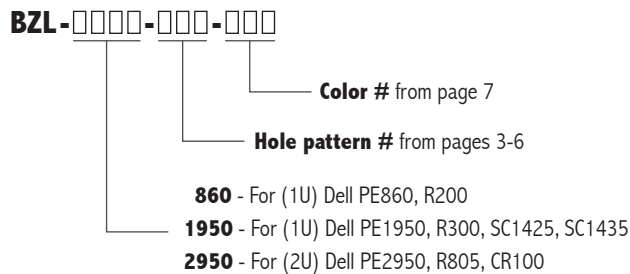 BZL-□□□□-□□□-□□□
Color # from page 7
Hole pattern # from pages 3-6
860 - For (1U) Dell PE860, R200
1950 - For (1U) Dell PE1950, R300, SC1425, SC1435
2950 - For (2U) Dell PE2950, R805, CR100